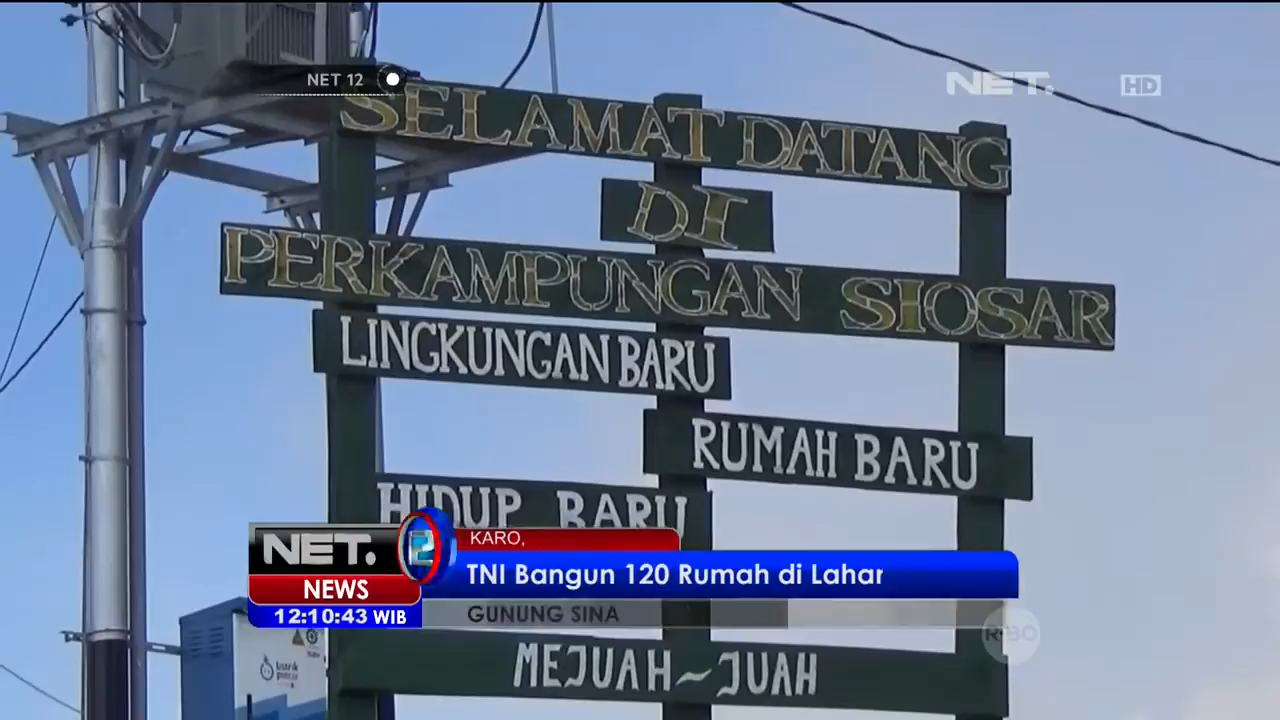 NET 12
NET.
HD
SELAMAT DATANG
DI
PERKAMPUNGAN SIOSAR
LINGKUNGAN BARU
RUMAH BARU
HIDUP BARU
NET.
NEWS
12:10:43 WIB
KARO,
TNI Bangun 120 Rumah di Lahar
GUNUNG SINA
MEJUAH~JUAH